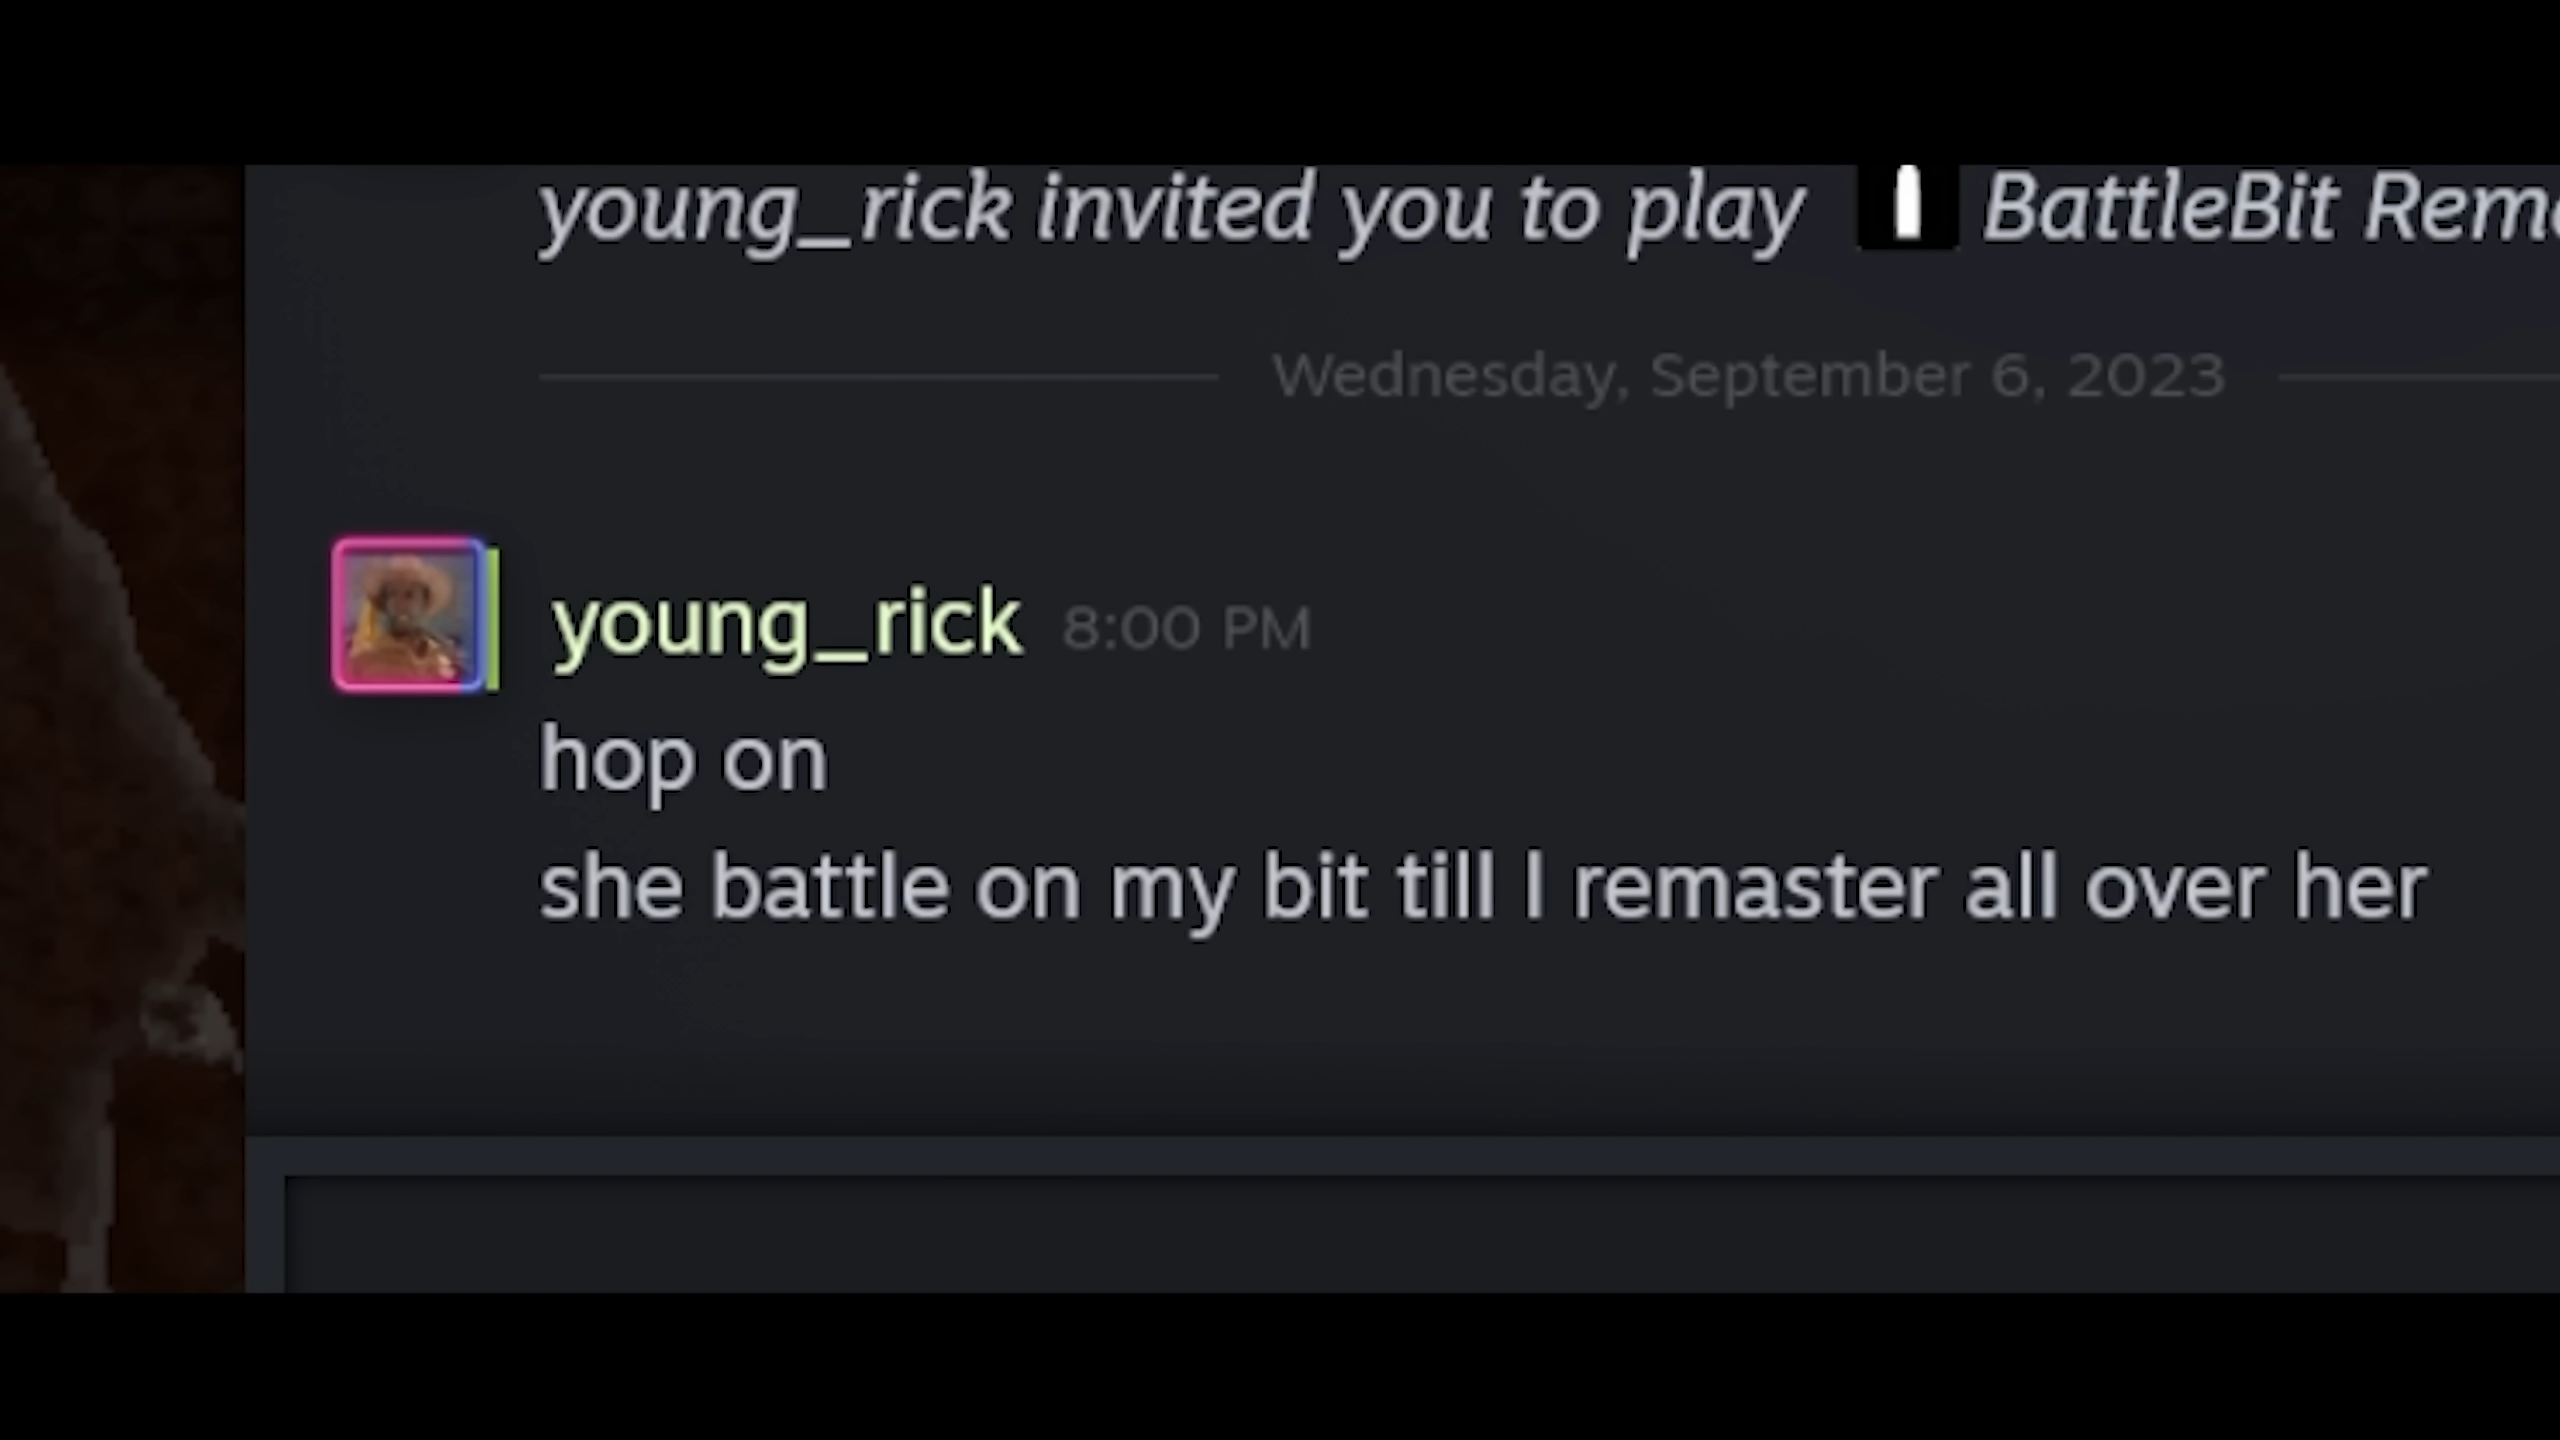 young_rick invited you to play BattleBit Rem
Wednesday, September 6, 2023
young_rick 8:00 PM
hop on
she battle on my bit till I remaster all over her